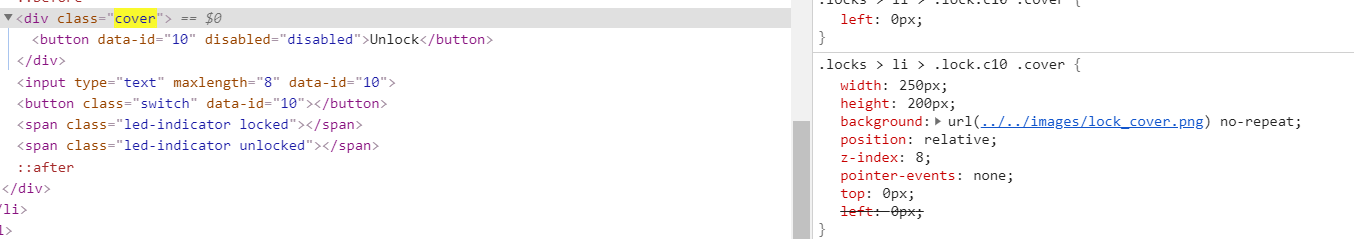 ::before
<div class="cover"> == $0
<button data-id="10" disabled="disabled">Unlock</button>
</div>
<input type="text" maxlength="8" data-id="10">
<button class="switch" data-id="10"></button>
<span class="led-indicator locked"></span>
<span class="led-indicator unlocked"></span>
::after
</div>
/li>
l>
.locks > li > .lock.c10 .cover {
left: 0px;
}
.locks > li > .lock.c10 .cover {
width: 250px;
height: 200px;
background: url(../../images/lock_cover.png) no-repeat;
position: relative;
z-index: 8;
pointer-events: none;
top: 0px;
left: 0px;
}